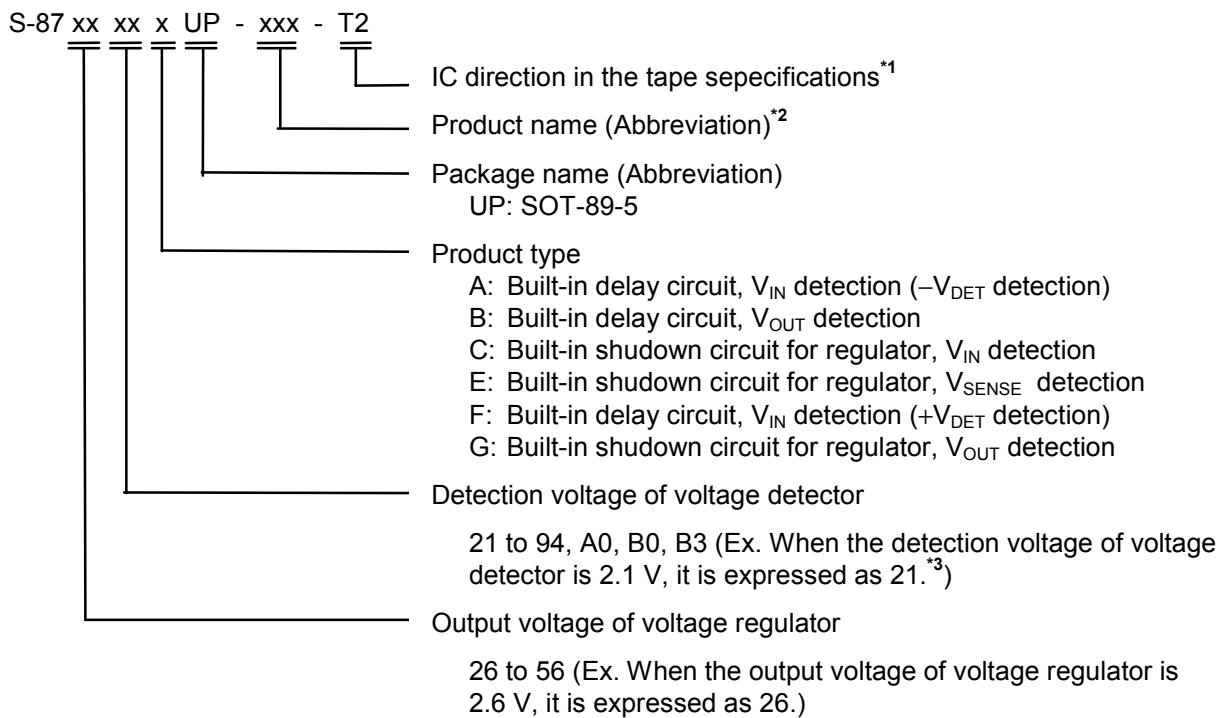 S-87 xx xx x UP - xxx - T2
IC direction in the tape sepecifications*1
Product name (Abbreviation)*2
Package name (Abbreviation)
UP: SOT-89-5
Product type
A: Built-in delay circuit, VIN detection (−VDET detection)
B: Built-in delay circuit, VOUT detection
C: Built-in shudown circuit for regulator, VIN detection
E: Built-in shudown circuit for regulator, VSENSE detection
F: Built-in delay circuit, VIN detection (+VDET detection)
G: Built-in shudown circuit for regulator, VOUT detection
Detection voltage of voltage detector
21 to 94, A0, B0, B3 (Ex. When the detection voltage of voltage
detector is 2.1 V, it is expressed as 21.*3)
Output voltage of voltage regulator
26 to 56 (Ex. When the output voltage of voltage regulator is
2.6 V, it is expressed as 26.)